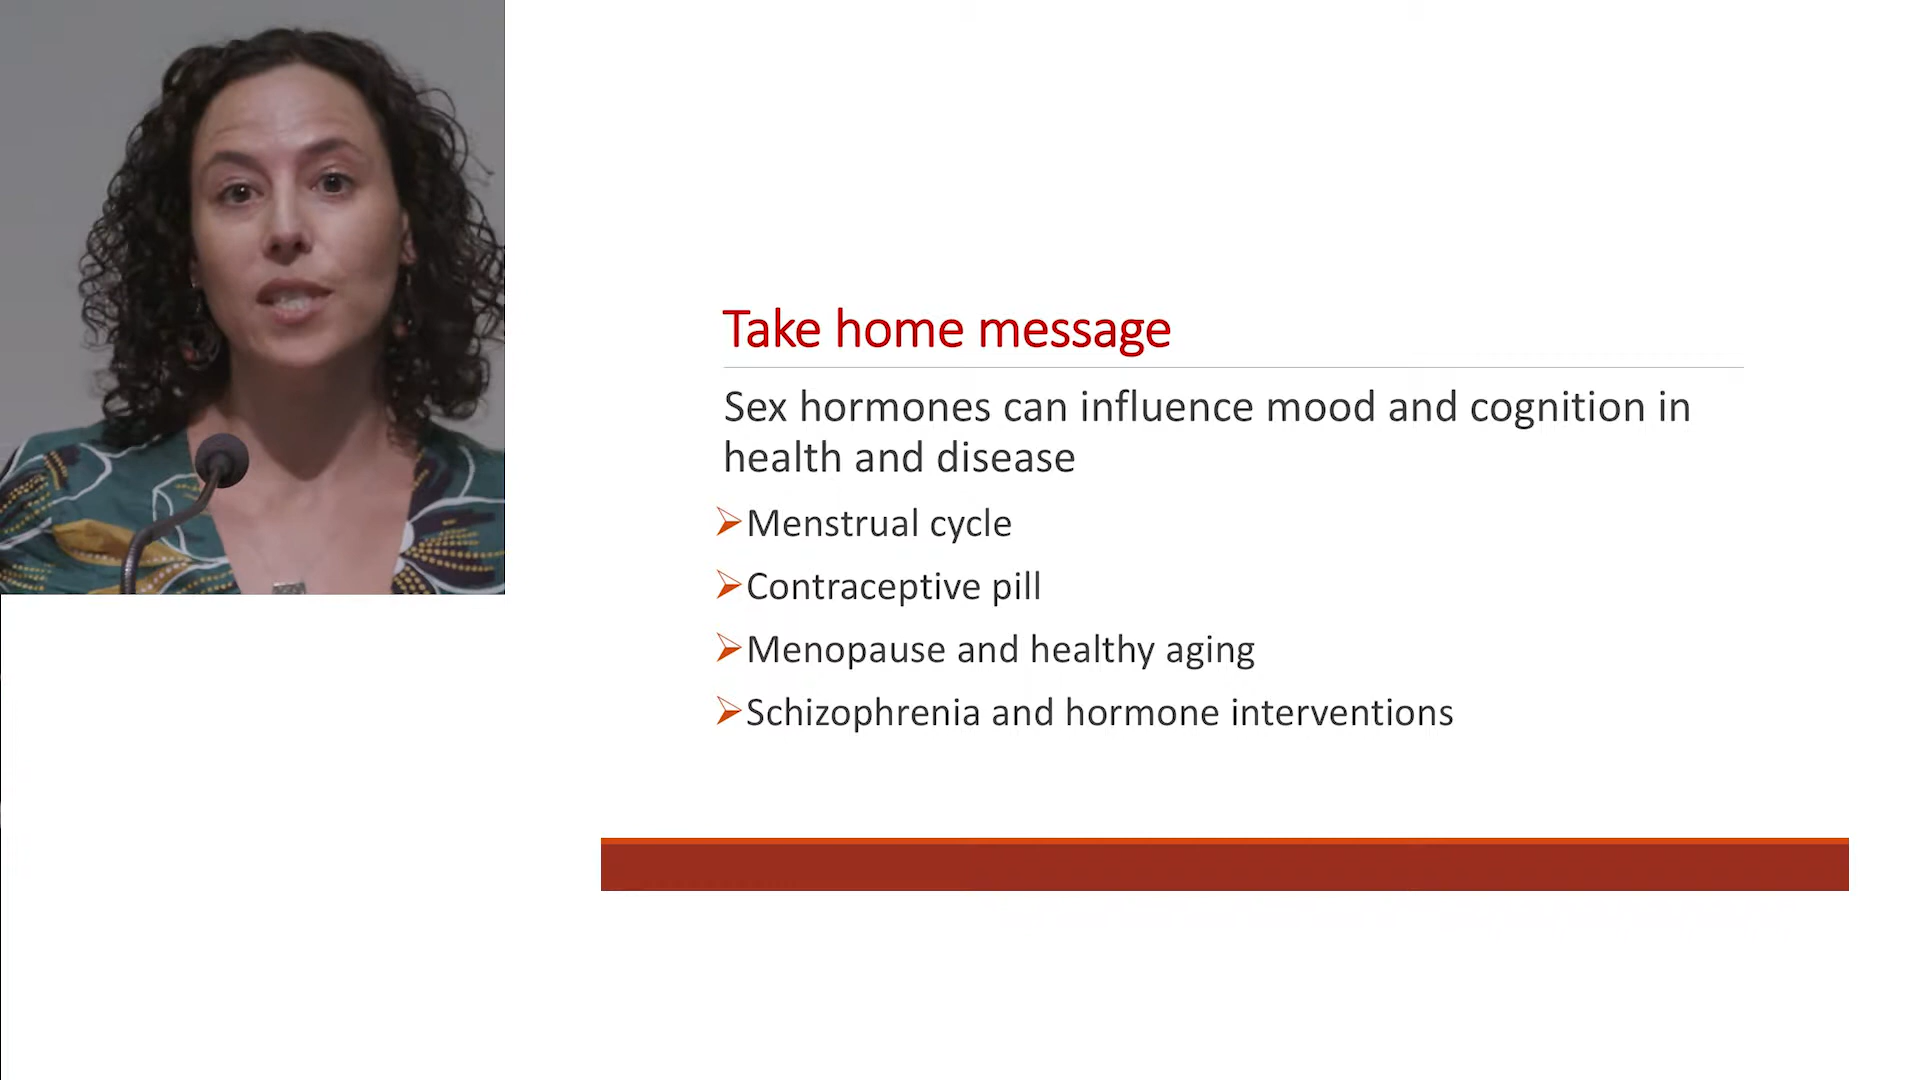 Take home message
Sex hormones can influence mood and cognition in
health and disease
Menstrual cycle
Contraceptive pill
Menopause and healthy aging
Schizophrenia and hormone interventions